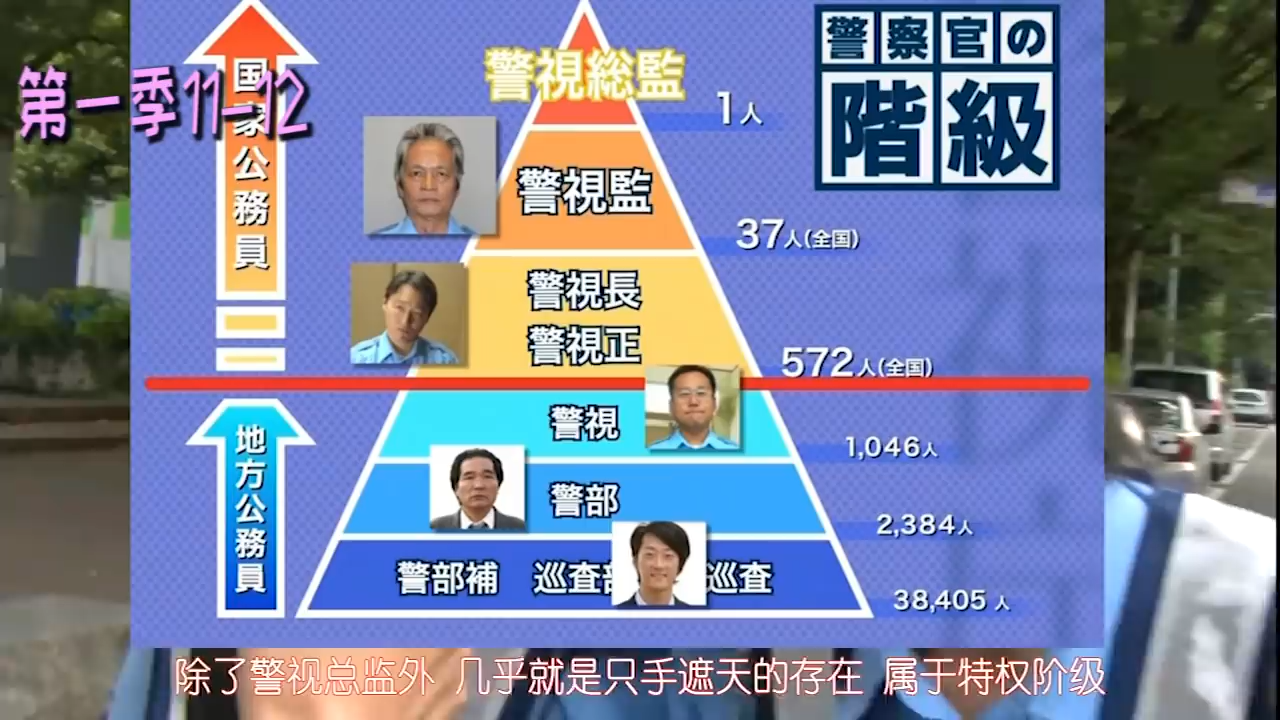 第一季11-12
国家公務員
警視総監
1人
警察官の
階級
警視監
37人(全国)
警視長
警視正
572人(全国)
地方公務員
警視
1,046人
警部
2,384人
警部補 巡査部 巡査
38,405人
除了警视总监外 几乎就是只手遮天的存在 属于特权阶级